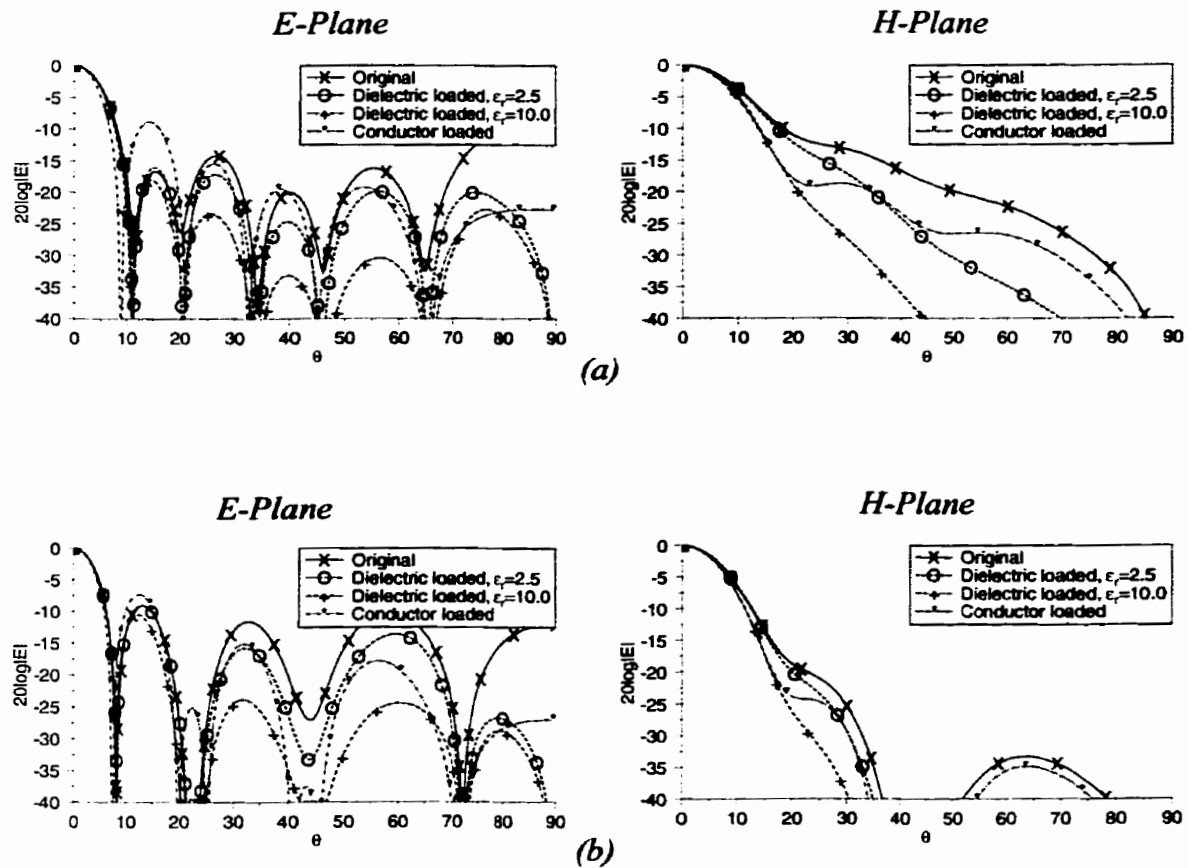 E-Plane
H-Plane
Original
Dielectric loaded, εr=2.5
Dielectric loaded, εr=10.0
Conductor loaded
Original
Dielectric loaded, εr=2.5
Dielectric loaded, εr=10.0
Conductor loaded
20log|E|
0
-5
-10
-15
-20
-25
-30
-35
-40
0 10 20 30 40 50 60 70 80 90
θ
20log|E|
0
-5
-10
-15
-20
-25
-30
-35
-40
0 10 20 30 40 50 60 70 80 90
θ
(a)
E-Plane
H-Plane
Original
Dielectric loaded, εr=2.5
Dielectric loaded, εr=10.0
Conductor loaded
Original
Dielectric loaded, εr=2.5
Dielectric loaded, εr=10.0
Conductor loaded
20log|E|
0
-5
-10
-15
-20
-25
-30
-35
-40
0 10 20 30 40 50 60 70 80 90
θ
20log|E|
0
-5
-10
-15
-20
-25
-30
-35
-40
0 10 20 30 40 50 60 70 80 90
θ
(b)